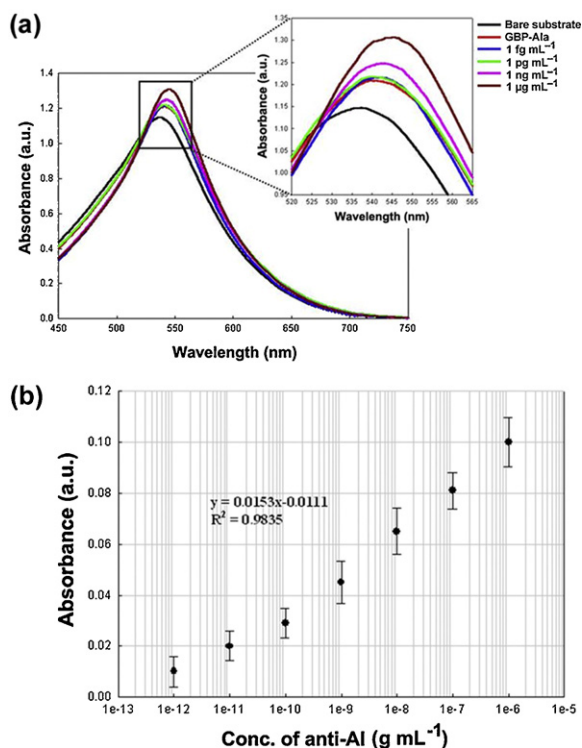 (a)
Bare substrate
GBP-Ala
1 fg mL⁻¹
1 pg mL⁻¹
1 ng mL⁻¹
1 µg mL⁻¹
Absorbance (a.u.)
1.35
1.30
1.25
1.20
1.15
1.10
1.05
1.00
0.95
520 525 530 535 540 545 550 555 560 565
Wavelength (nm)
Absorbance (a.u.)
1.4
1.2
1.0
0.8
0.6
0.4
0.2
0.0
450 500 550 600 650 700 750
Wavelength (nm)
(b)
Absorbance (a.u.)
0.12
0.10
0.08
0.06
0.04
0.02
0.00
y = 0.0153x-0.0111
R² = 0.9835
1e-13 1e-12 1e-11 1e-10 1e-9 1e-8 1e-7 1e-6 1e-5
Conc. of anti-AI (g mL⁻¹)